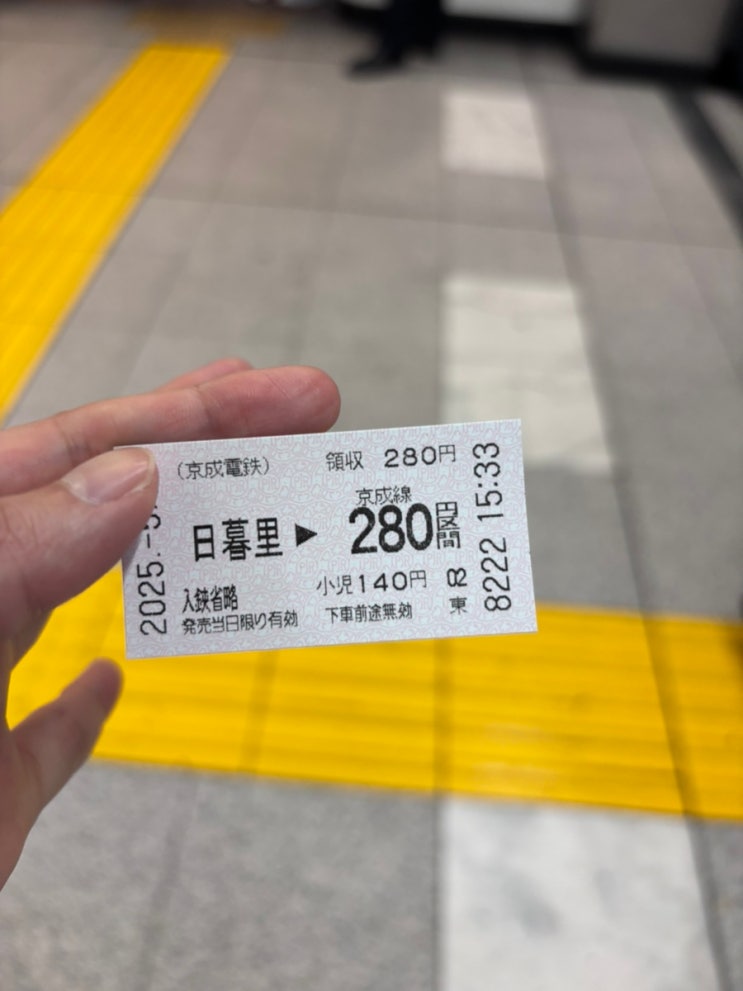 (京成電鉄) 領収 280円
京成線
日暮里 ▶ 280円区間
入鋏省略 小児140円 02
発売当日限り有効 下車前途無効 東
2025.-
8222 15:33